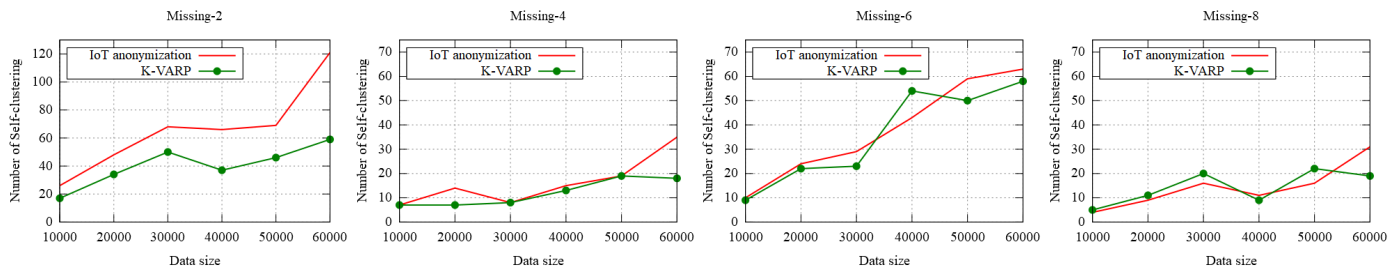 Missing-2
Number of Self-clustering
120
100
80
60
40
20
0
IoT anonymization
K-VARP
10000 20000 30000 40000 50000 60000
Data size
Missing-4
Number of Self-clustering
70
60
50
40
30
20
10
0
IoT anonymization
K-VARP
10000 20000 30000 40000 50000 60000
Data size
Missing-6
Number of Self-clustering
70
60
50
40
30
20
10
0
IoT anonymization
K-VARP
10000 20000 30000 40000 50000 60000
Data size
Missing-8
Number of Self-clustering
70
60
50
40
30
20
10
0
IoT anonymization
K-VARP
10000 20000 30000 40000 50000 60000
Data size